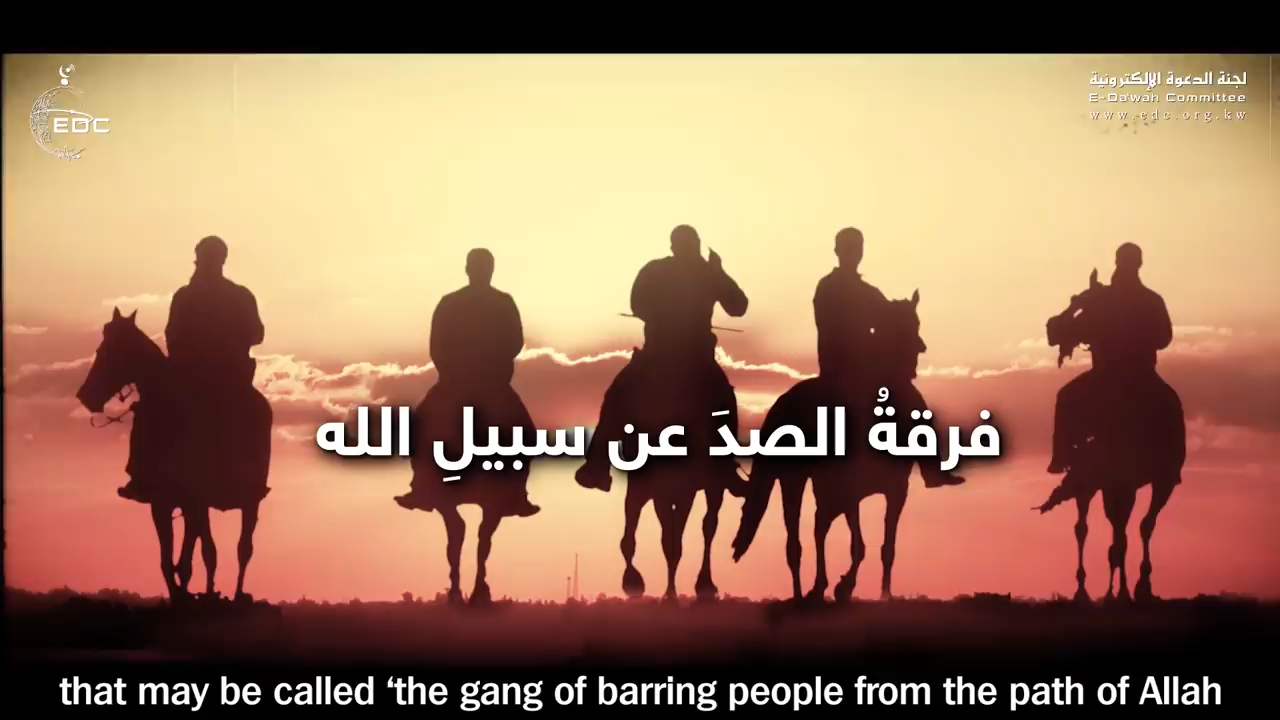 EDC
لجنة الدعوة الإلكترونية
E-Da'wah Committee
www.edc.org.kw
فرقةُ الصدَ عن سبيلِ الله
that may be called ‘the gang of barring people from the path of Allah